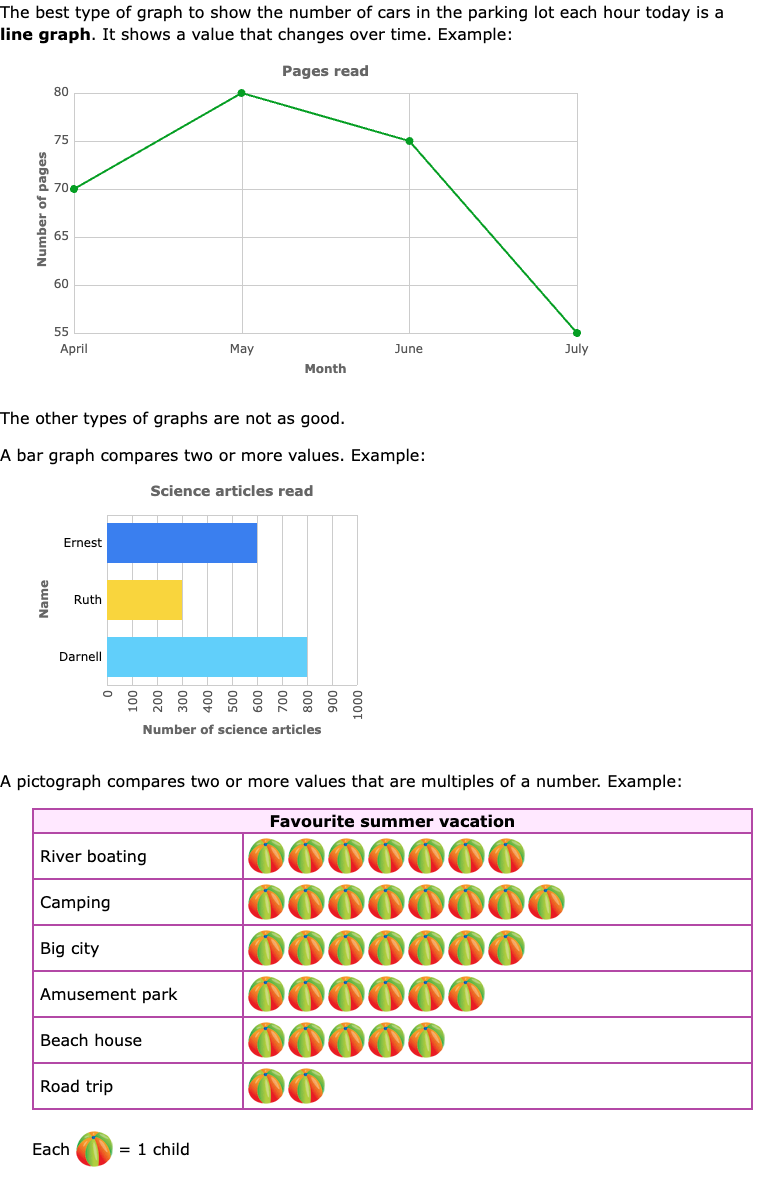 The best type of graph to show the number of cars in the parking lot each hour today is a
line graph. It shows a value that changes over time. Example:
Pages read
80
75
70
65
60
55
Number of pages
April May June July
Month
The other types of graphs are not as good.
A bar graph compares two or more values. Example:
Science articles read
Name
Ernest
Ruth
Darnell
0 100 200 300 400 500 600 700 800 900 1000
Number of science articles
A pictograph compares two or more values that are multiples of a number. Example:
Favourite summer vacation
River boating
Camping
Big city
Amusement park
Beach house
Road trip
Each = 1 child